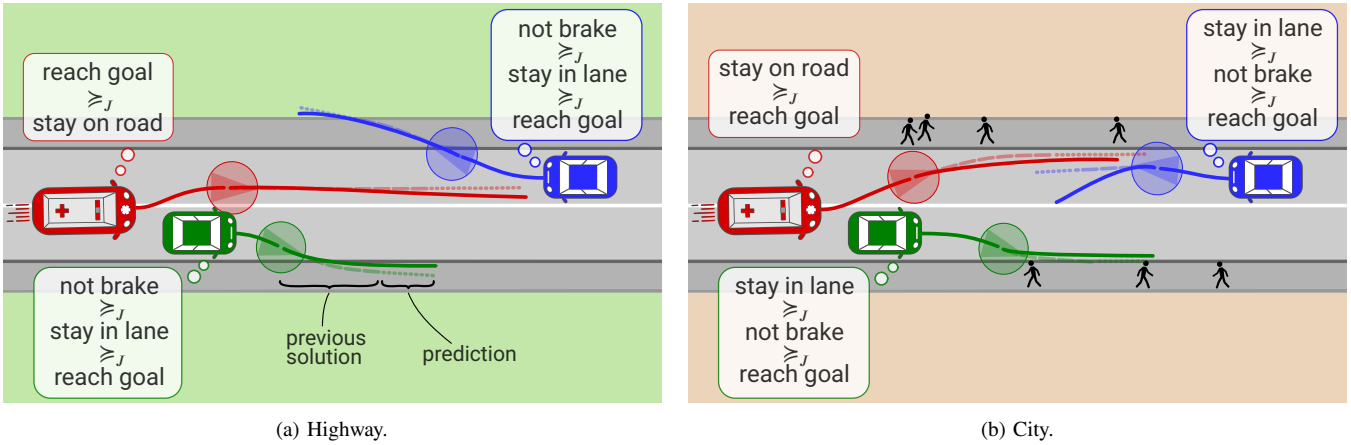 reach goal
≽J
stay on road
not brake
≽J
stay in lane
≽J
reach goal
not brake
≽J
stay in lane
≽J
reach goal
previous
solution
prediction
(a) Highway.
stay on road
≽J
reach goal
stay in lane
≽J
not brake
≽J
reach goal
stay in lane
≽J
not brake
≽J
reach goal
(b) City.